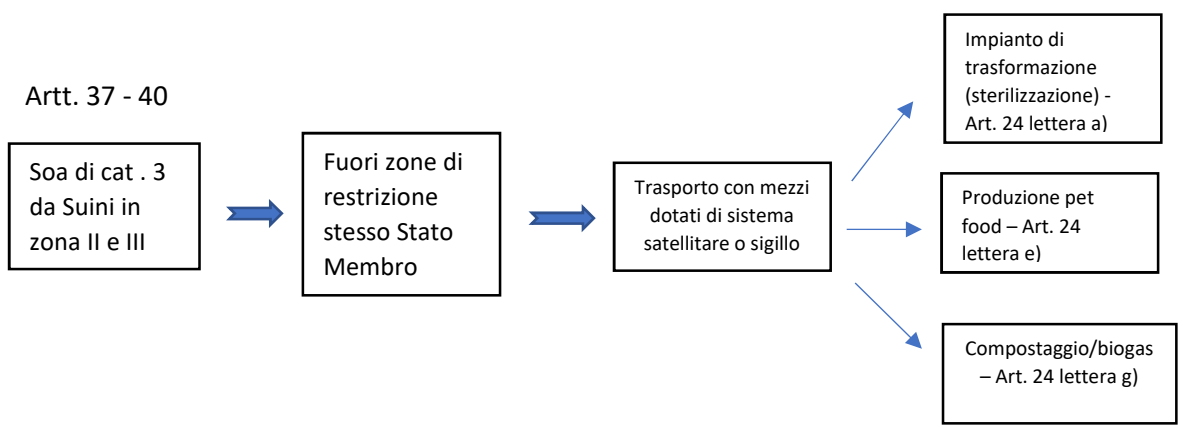 Artt. 37 - 40
Soa di cat . 3
da Suini in
zona II e III
Fuori zone di
restrizione
stesso Stato
Membro
Trasporto con mezzi
dotati di sistema
satellitare o sigillo
Impianto di
trasformazione
(sterilizzazione) -
Art. 24 lettera a)
Produzione pet
food – Art. 24
lettera e)
Compostaggio/biogas
– Art. 24 lettera g)